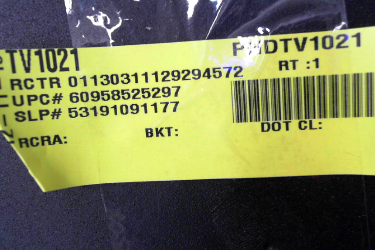 TV1021 PHDTV1021
RCTR 01130311129294572 RT :1
UPC# 60958525297
SLP# 53191091177
RCRA: BKT: DOT CL: